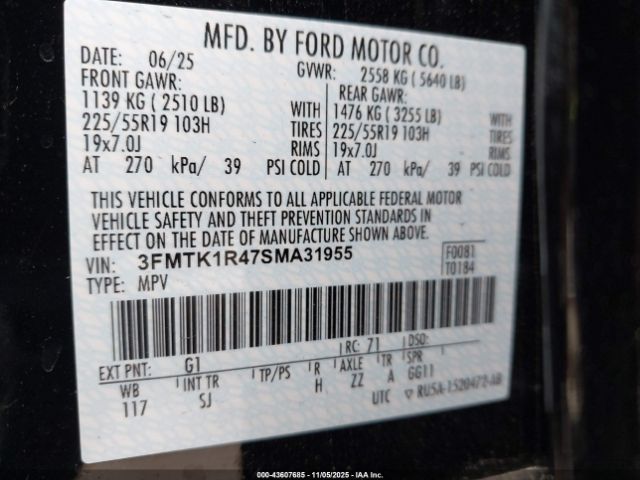 MFD. BY FORD MOTOR CO.
DATE: 06/25 GVWR: 2558 KG ( 5640 LB)
FRONT GAWR: REAR GAWR:
1139 KG ( 2510 LB) WITH 1476 KG ( 3255 LB) WITH
225/55R19 103H TIRES 225/55R19 103H TIRES
19x7.0J RIMS 19x7.0J RIMS
AT 270 kPa/ 39 PSI COLD AT 270 kPa/ 39 PSI COLD
THIS VEHICLE CONFORMS TO ALL APPLICABLE FEDERAL MOTOR
VEHICLE SAFETY AND THEFT PREVENTION STANDARDS IN
EFFECT ON THE DATE OF MANUFACTURE SHOWN ABOVE.
VIN: 3FMTK1R47SMA31955 F0081
TYPE: MPV T0184
EXT PNT: G1 RC: 71 DSO:
WB INT TR TP/PS R AXLE TR SPR
117 SJ H ZZ A GG11
UTC RU5A-1520472-AB
000-43607685 - 11/05/2025 - IAA Inc.